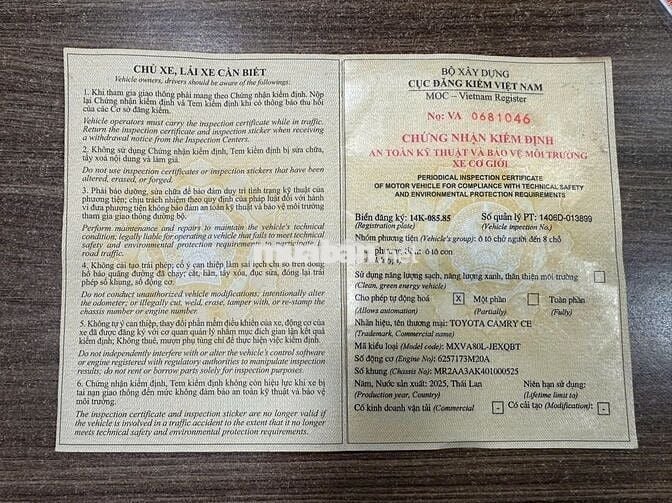 CHỦ XE, LÁI XE CẦN BIẾT
Vehicle owners, drivers should be aware of the followings:
1. Khi tham gia giao thông phải mang theo Chứng nhận kiểm định. Nộp
lại Chứng nhận kiểm định và Tem kiểm định khi có thông báo thu hồi
của các Cơ sở đăng kiểm.
Vehicle operators must carry the inspection certificate while in traffic.
Return the inspection certificate and inspection sticker when receiving
a withdrawal notice from the Inspection Centers.
2. Không sử dụng Chứng nhận kiểm định, Tem kiểm định bị sửa chữa,
tẩy xoá nội dung và làm giả.
Do not use inspection certificates or inspection stickers that have been
altered, erased, or forged.
3. Phải bảo dưỡng, sửa chữa để bảo đảm duy trì tình trạng kỹ thuật của
phương tiện; chịu trách nhiệm theo quy định của pháp luật đối với hành
vi đưa phương tiện không bảo đảm an toàn kỹ thuật và bảo vệ môi trường
tham gia giao thông đường bộ.
Perform maintenance and repairs to maintain the vehicle's technical
condition; legally liable for operating a vehicle that fails to meet technical
safety and environmental protection requirements to participate in
road traffic.
4. Không cải tạo trái phép; cố ý can thiệp làm sai lệch chỉ số trên đồng
hồ báo quãng đường đã chạy; cắt, hàn, tẩy xóa, đục sửa, đóng lại trái
phép số khung, số động cơ.
Do not conduct unauthorized vehicle modifications; intentionally alter
the odometer; or illegally cut, weld, erase, tamper with, or re-stamp the
chassis number or engine number.
5. Không tự ý can thiệp, thay đổi phần mềm điều khiển của xe, động cơ của
xe đã được đăng ký với cơ quan quản lý nhằm mục đích gian lận kết quả
kiểm định; Không thuê, mượn phụ tùng chỉ để thực hiện việc kiểm định.
Do not independently interfere with or alter the vehicle's control software
or engine registered with regulatory authorities to manipulate inspection
results; do not rent or borrow parts solely for inspection purposes.
6. Chứng nhận kiểm định, Tem kiểm định không còn hiệu lực khi xe bị
tai nạn giao thông đến mức không đảm bảo an toàn kỹ thuật và bảo vệ
môi trường.
The inspection certificate and inspection sticker are no longer valid if
the vehicle is involved in a traffic accident to the extent that it no longer
meets technical safety and environmental protection requirements.
BỘ XÂY DỰNG
CỤC ĐĂNG KIỂM VIỆT NAM
MOC – Vietnam Register
No: VA 0681046
CHỨNG NHẬN KIỂM ĐỊNH
AN TOÀN KỸ THUẬT VÀ BẢO VỆ MÔI TRƯỜNG
XE CƠ GIỚI
PERIODICAL INSPECTION CERTIFICATE
OF MOTOR VEHICLE FOR COMPLIANCE WITH TECHNICAL SAFETY
AND ENVIRONMENTAL PROTECTION REQUIREMENTS
Biển đăng ký: 14K-085.85 Số quản lý PT: 1406D-013899
(Registration plate) (Vehicle inpection No.)
Nhóm phương tiện (Vehicle's group): ô tô chở người đến 8 chỗ
ô tô con
Sử dụng năng lượng sạch, năng lượng xanh, thân thiện môi trường
(Clean, green energy vehicle)
Cho phép tự động hoá X Một phần Toàn phần
(Allows automation) (Partially) (Fully)
Nhãn hiệu, tên thương mại: TOYOTA CAMRY CE
(Trademark, Commercial name)
Mã kiểu loại (Model code): MXVA80L-JEXQBT
Số động cơ (Engine No): 6257173M20A
Số khung (Chassis No): MR2AA3AK401000525
Năm, Nước sản xuất: 2025, Thái Lan Niên hạn sử dụng:
(Production year, Country) (Lifetime limit to)
Có kinh doanh vận tải (Commercial - Có cải tạo (Modification): -